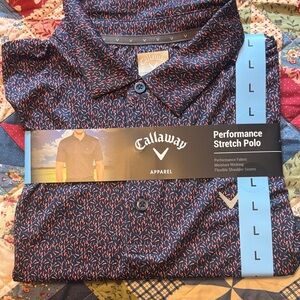 L
L
L
Callaway
APPAREL
Performance
Stretch Polo
Performance Fabric
Moisture Wicking
Flexible Shoulder Seams
L
L
L
L